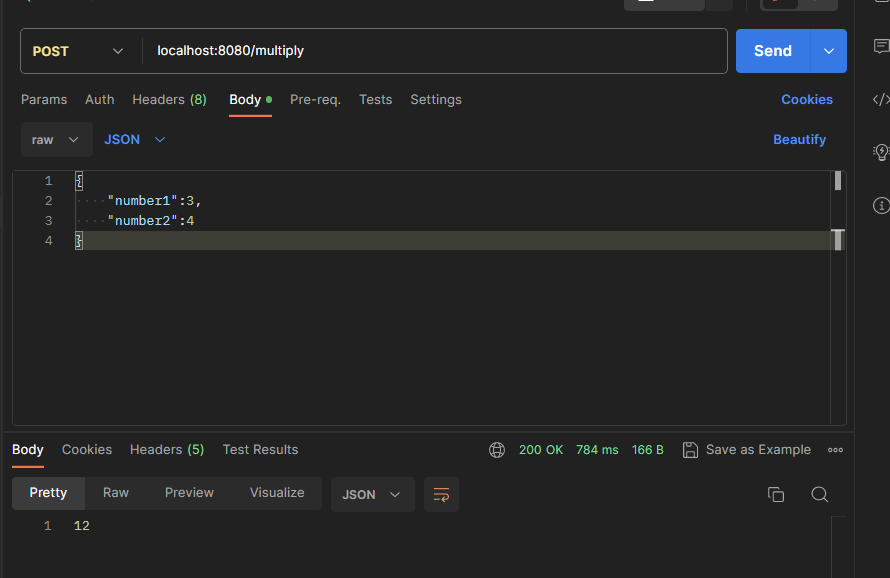 POST localhost:8080/multiply Send
Params Auth Headers (8) Body Pre-req. Tests Settings Cookies
raw JSON Beautify
1 {
2 "number1":3,
3 "number2":4
4 }
Body Cookies Headers (5) Test Results 200 OK 784 ms 166 B Save as Example
Pretty Raw Preview Visualize JSON
1 12